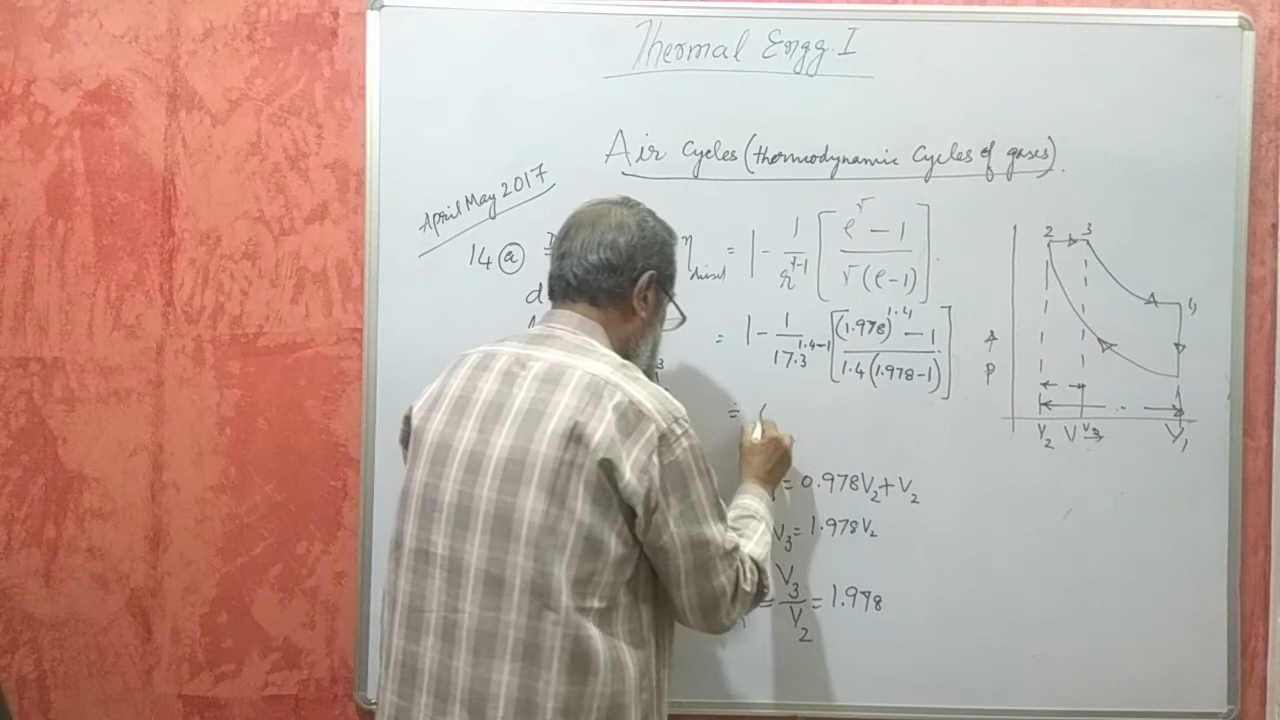 Thermal Engg. I
Air Cycles (thermodynamic Cycles of gases).
April May 2017
14 (a)
η diesel = 1 - 1/r^(γ-1) [ (ρ^γ - 1) / (γ(ρ-1)) ].
= 1 - 1/17.3^(1.4-1) [ ((1.978)^1.4 - 1) / (1.4(1.978-1)) ]
=
= 0.978V₂ + V₂
V₃ = 1.978V₂
= V₃/V₂ = 1.978
2 3
4
P
1
V₂ V V₃ V₁